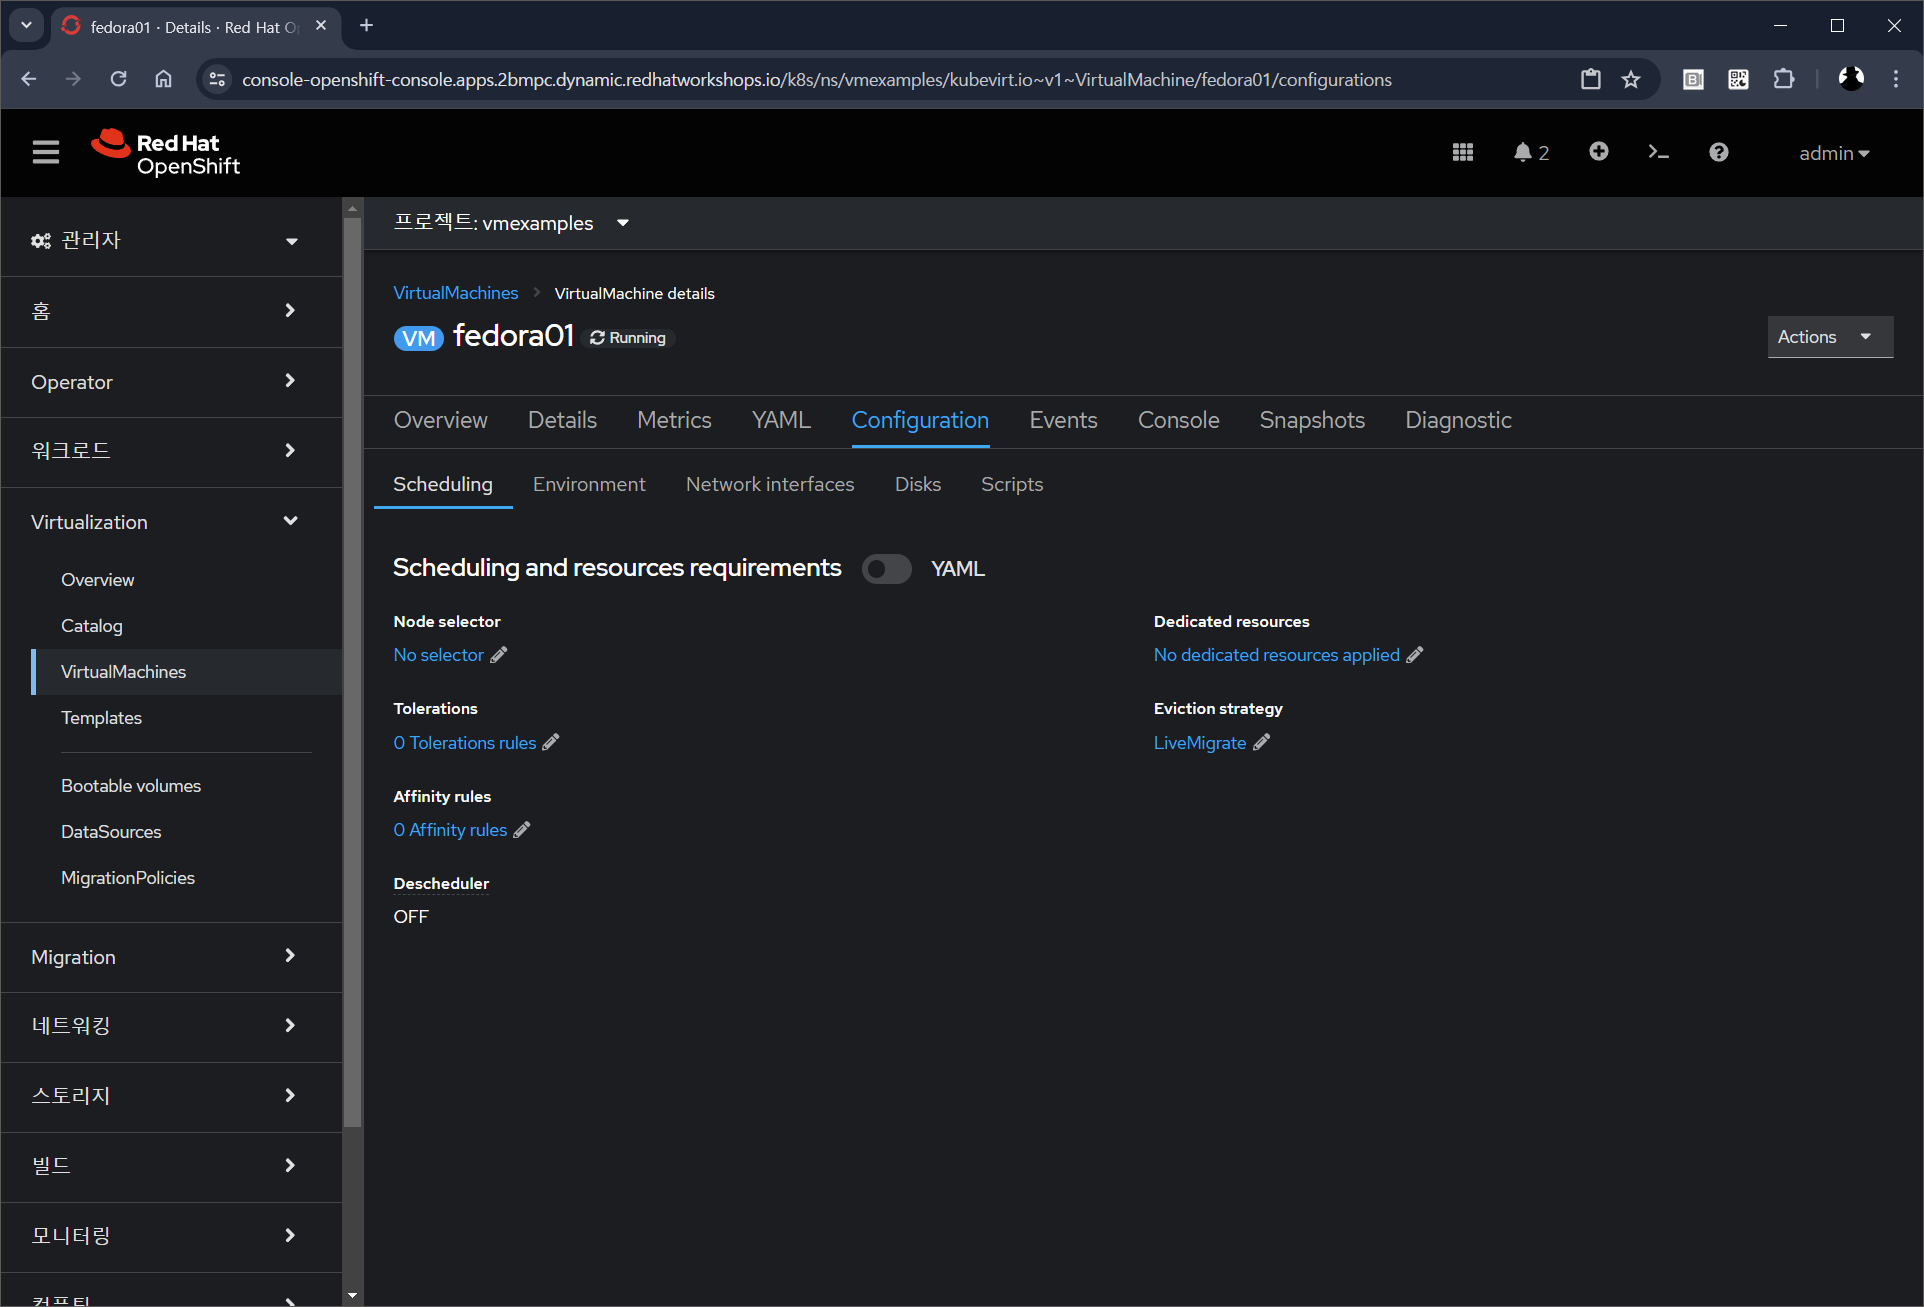 fedora01 · Details · Red Hat O
console-openshift-console.apps.2bmpc.dynamic.redhatworkshops.io/k8s/ns/vmexamples/kubevirt.io~v1~VirtualMachine/fedora01/configurations
Red Hat
OpenShift
2
admin
관리자
홈
Operator
워크로드
Virtualization
Overview
Catalog
VirtualMachines
Templates
Bootable volumes
DataSources
MigrationPolicies
Migration
네트워킹
스토리지
빌드
모니터링
컴퓨팅
프로젝트: vmexamples
VirtualMachines VirtualMachine details
VM fedora01 Running
Actions
Overview Details Metrics YAML Configuration Events Console Snapshots Diagnostic
Scheduling Environment Network interfaces Disks Scripts
Scheduling and resources requirements YAML
Node selector
No selector
Tolerations
0 Tolerations rules
Affinity rules
0 Affinity rules
Descheduler
OFF
Dedicated resources
No dedicated resources applied
Eviction strategy
LiveMigrate